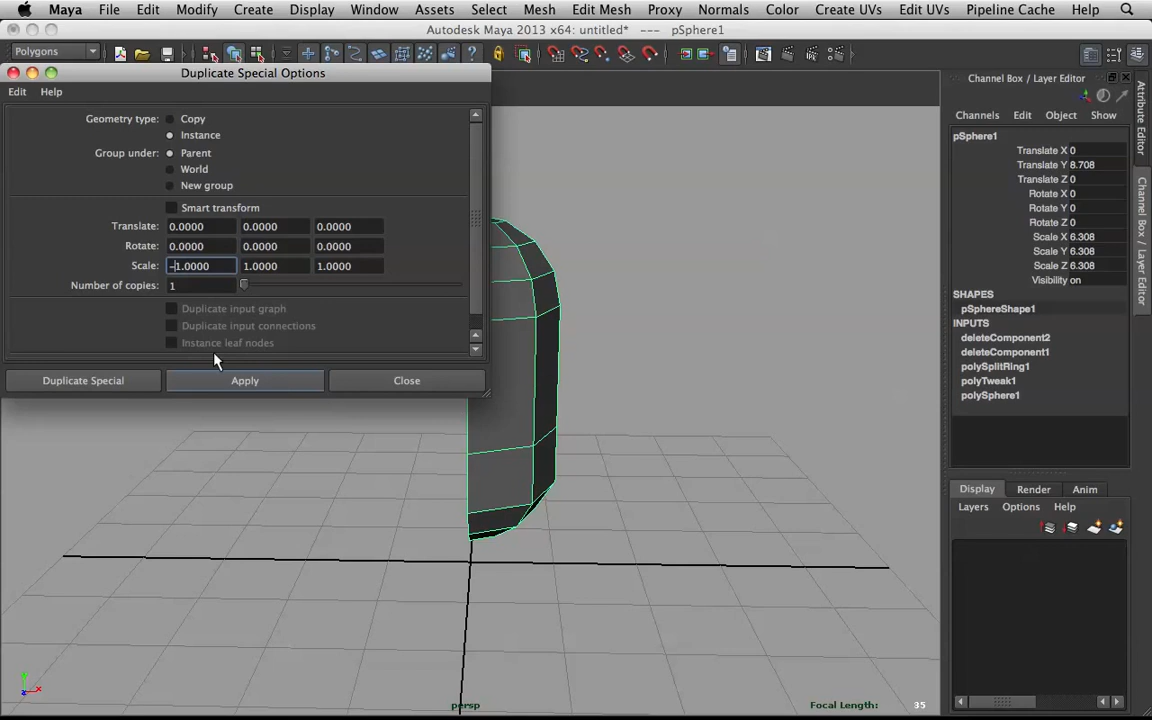 Maya File Edit Modify Create Display Window Assets Select Mesh Edit Mesh Proxy Normals Color Create UVs Edit UVs Pipeline Cache Help
Autodesk Maya 2013 x64: untitled* --- pSphere1
Polygons
Duplicate Special Options
Edit Help
Geometry type: Copy
Instance
Group under: Parent
World
New group
Smart transform
Translate: 0.0000 0.0000 0.0000
Rotate: 0.0000 0.0000 0.0000
Scale: -1.0000 1.0000 1.0000
Number of copies: 1
Duplicate input graph
Duplicate input connections
Instance leaf nodes
Duplicate Special Apply Close
persp
Focal Length: 35
Channel Box / Layer Editor
Channels Edit Object Show
pSphere1
Translate X 0
Translate Y 8.708
Translate Z 0
Rotate X 0
Rotate Y 0
Rotate Z 0
Scale X 6.308
Scale Y 6.308
Scale Z 6.308
Visibility on
SHAPES
pSphereShape1
INPUTS
deleteComponent2
deleteComponent1
polySplitRing1
polyTweak1
polySphere1
Display Render Anim
Layers Options Help
Attribute Editor
Channel Box / Layer Editor